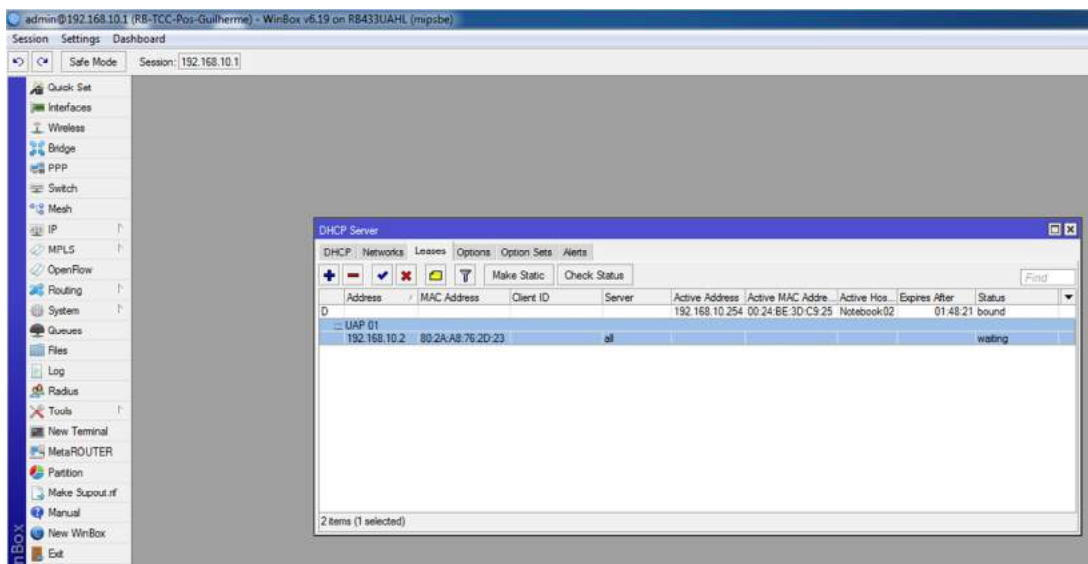 admin@192.168.10.1 (RB-TCC-Pos-Guilherme) - WinBox v6.19 on RB433UAHL (mipsbe)
Session Settings Dashboard
Safe Mode Session: 192.168.10.1
Quick Set
Interfaces
Wireless
Bridge
PPP
Switch
Mesh
IP
MPLS
OpenFlow
Routing
System
Queues
Files
Log
Radius
Tools
New Terminal
MetaROUTER
Partition
Make Supout.rif
Manual
New WinBox
Exit
nBox
DHCP Server
DHCP Networks Leases Options Option Sets Alerts
Make Static Check Status Find
Address MAC Address Client ID Server Active Address Active MAC Addre... Active Hos... Expires After Status
D 192.168.10.254 00:24:BE:3D:C9:25 Notebook02 01:48:21 bound
::: UAP 01
192.168.10.2 80:2A:A8:76:2D:23 all waiting
2 items (1 selected)